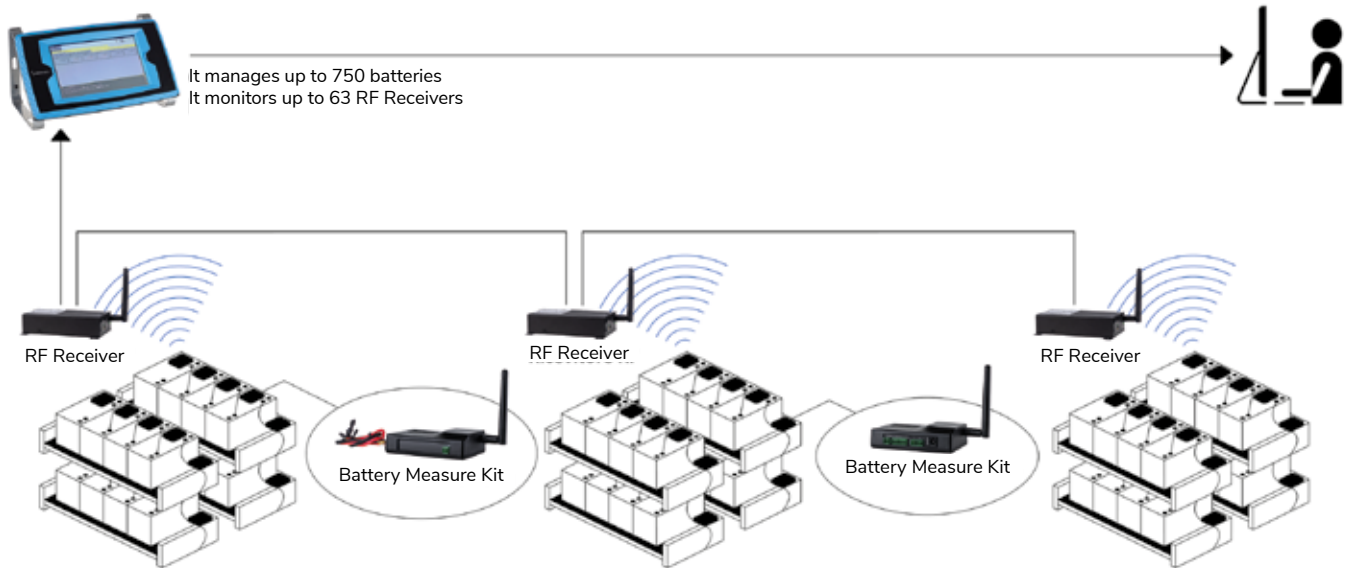 It manages up to 750 batteries
It monitors up to 63 RF Receivers
RF Receiver
RF Receiver
RF Receiver
Battery Measure Kit
Battery Measure Kit